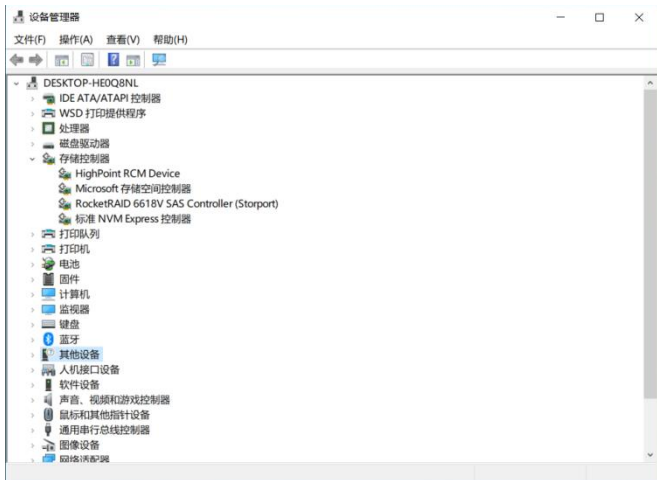 设备管理器
文件(F) 操作(A) 查看(V) 帮助(H)
DESKTOP-HE0Q8NL
IDE ATA/ATAPI 控制器
WSD 打印提供程序
处理器
磁盘驱动器
存储控制器
HighPoint RCM Device
Microsoft 存储空间控制器
RocketRAID 6618V SAS Controller (Storport)
标准 NVM Express 控制器
打印队列
打印机
电池
固件
计算机
监视器
键盘
蓝牙
其他设备
人机接口设备
软件设备
声音、视频和游戏控制器
鼠标和其他指针设备
通用串行总线控制器
图像设备
网络适配器